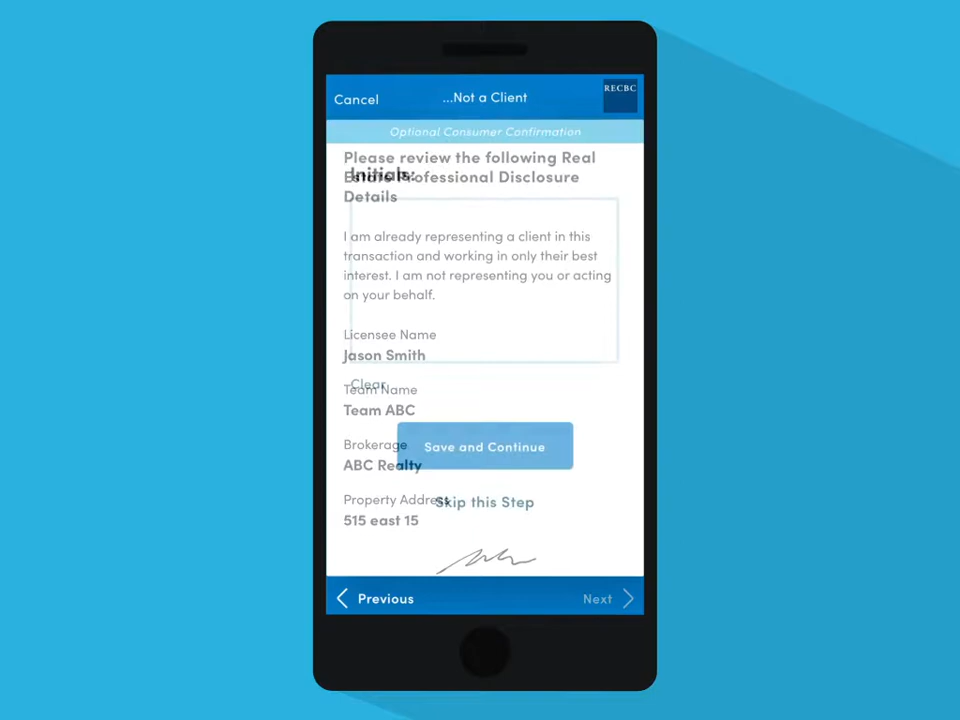 RECBC
Cancel
...Not a Client
Optional Consumer Confirmation
Please review the following Real
Initials:
Estate Professional Disclosure
Details
I am already representing a client in this
transaction and working in only their best
interest. I am not representing you or acting
on your behalf.
Licensee Name
Jason Smith
Clear
Team Name
Team ABC
Brokerage
Save and Continue
ABC Realty
Property Address
Skip this Step
515 east 15
Previous
Next